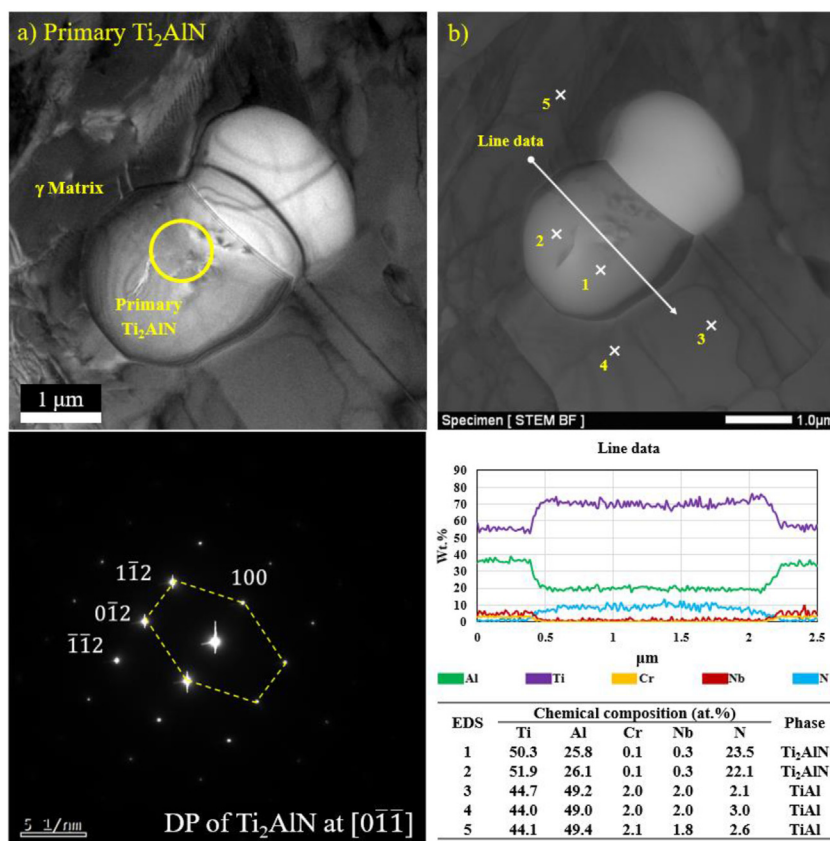 a) Primary Ti₂AlN
γ Matrix
Primary
Ti₂AlN
1 μm
b)
5
Line data
2
1
3
4
Specimen [ STEM BF ]
1.0μm
11̅2
100
01̅2
1̅1̅2
5 1/nm
DP of Ti₂AlN at [01̅1̅]
Line data
Wt.%
90
80
70
60
50
40
30
20
10
0
0 0.5 1 1.5 2 2.5
μm
Al Ti Cr Nb N
EDS Chemical composition (at.%) Phase
Ti Al Cr Nb N
1 50.3 25.8 0.1 0.3 23.5 Ti₂AlN
2 51.9 26.1 0.1 0.3 22.1 Ti₂AlN
3 44.7 49.2 2.0 2.0 2.1 TiAl
4 44.0 49.0 2.0 2.0 3.0 TiAl
5 44.1 49.4 2.1 1.8 2.6 TiAl